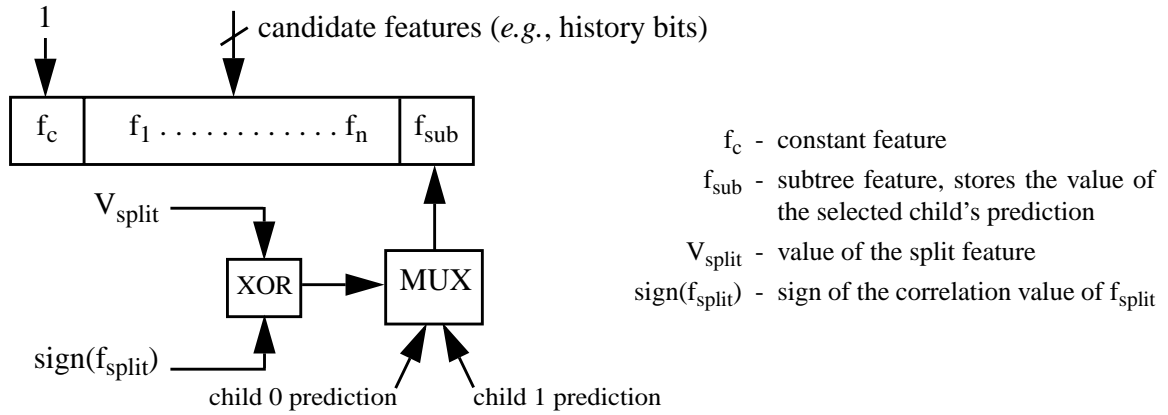 1
candidate features (e.g., history bits)
f_c f_1 . . . . . . . . . . . . f_n f_sub
f_c - constant feature
f_sub - subtree feature, stores the value of
the selected child's prediction
V_split
V_split - value of the split feature
XOR
MUX
sign(f_split) - sign of the correlation value of f_split
sign(f_split)
child 0 prediction
child 1 prediction